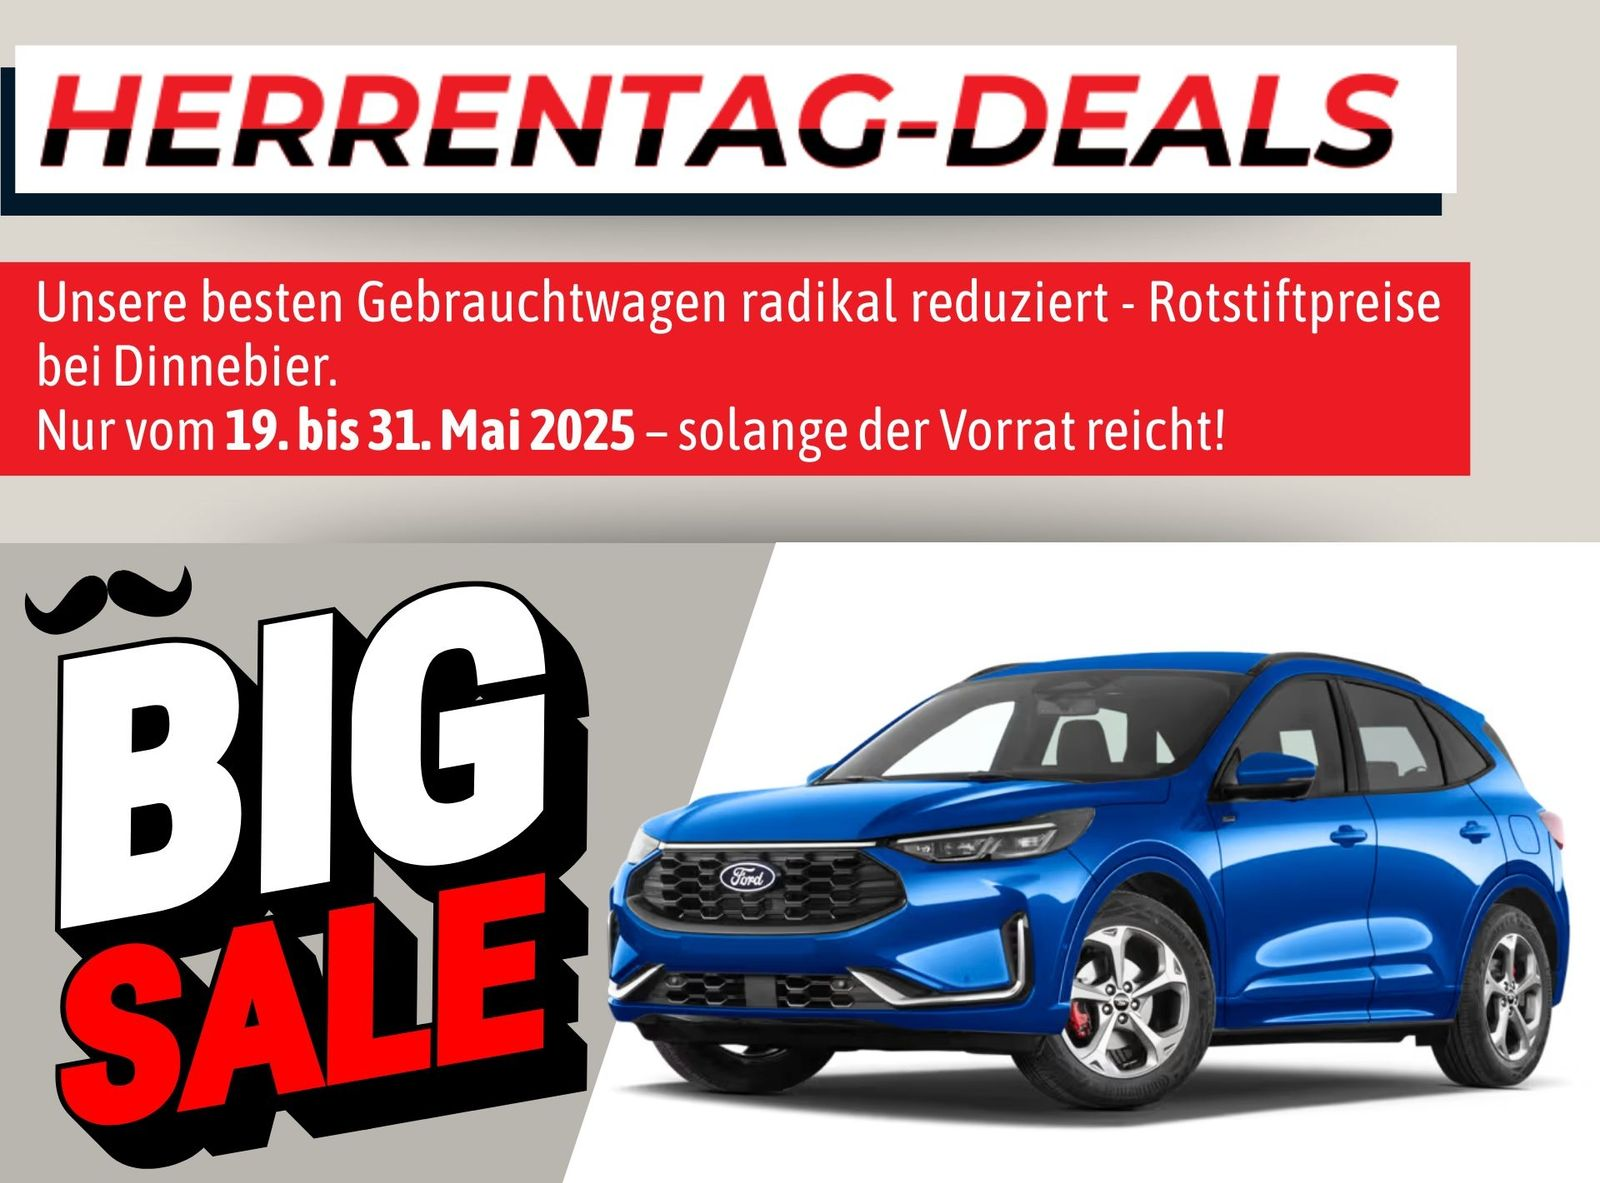 HERRENTAG-DEALS
Unsere besten Gebrauchtwagen radikal reduziert - Rotstiftpreise
bei Dinnebier.
Nur vom 19. bis 31. Mai 2025 – solange der Vorrat reicht!
BIG
SALE
Ford